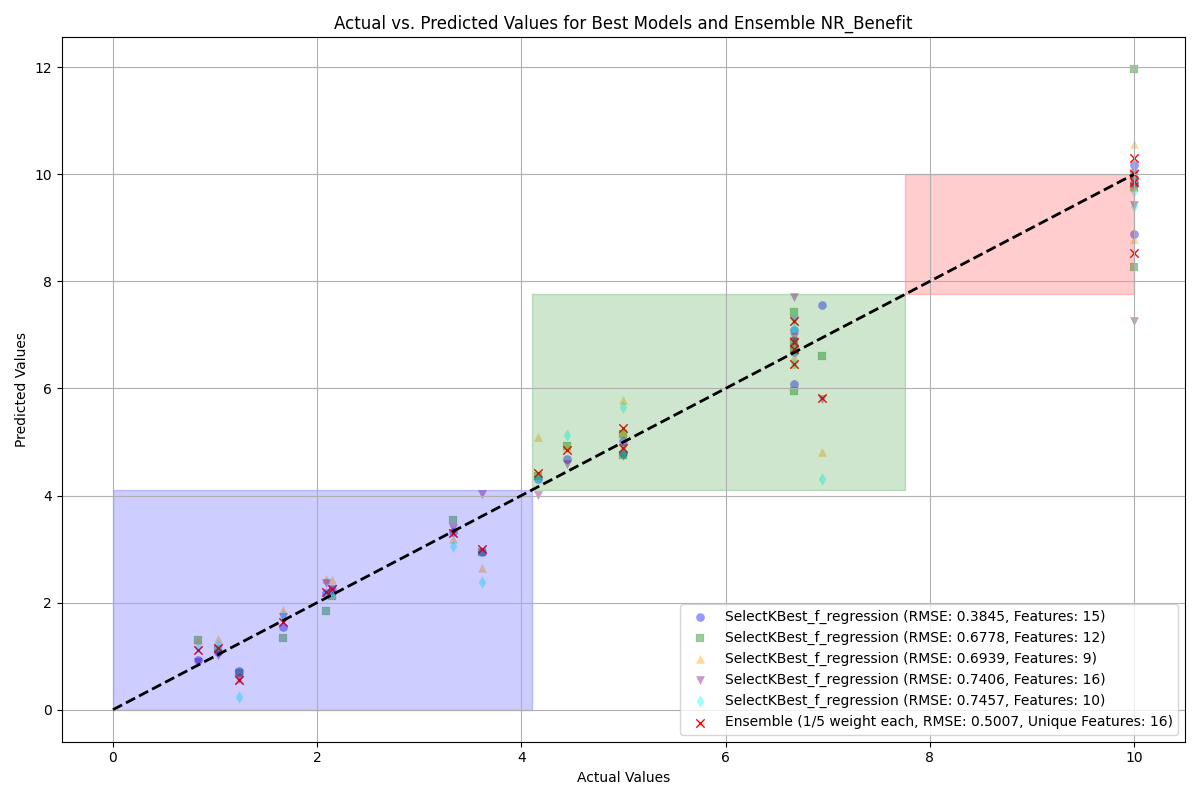 Actual vs. Predicted Values for Best Models and Ensemble NR_Benefit
Predicted Values
12
10
8
6
4
2
0
SelectKBest_f_regression (RMSE: 0.3845, Features: 15)
SelectKBest_f_regression (RMSE: 0.6778, Features: 12)
SelectKBest_f_regression (RMSE: 0.6939, Features: 9)
SelectKBest_f_regression (RMSE: 0.7406, Features: 16)
SelectKBest_f_regression (RMSE: 0.7457, Features: 10)
Ensemble (1/5 weight each, RMSE: 0.5007, Unique Features: 16)
0 2 4 6 8 10
Actual Values